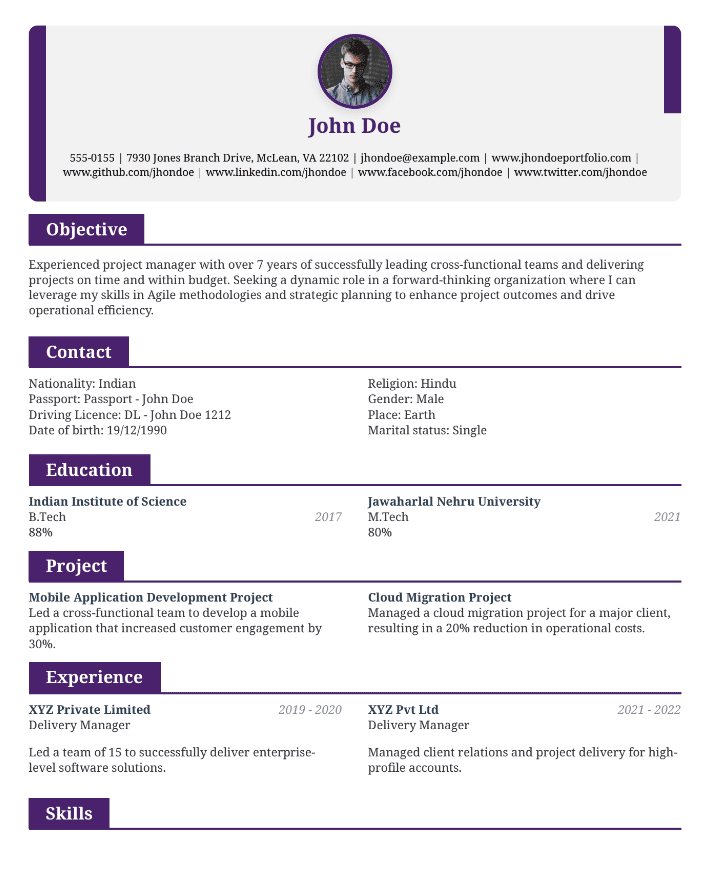 John Doe
555-0155 | 7930 Jones Branch Drive, McLean, VA 22102 | jhondoe@example.com | www.jhondoeportfolio.com |
www.github.com/jhondoe | www.linkedin.com/jhondoe | www.facebook.com/jhondoe | www.twitter.com/jhondoe
Objective
Experienced project manager with over 7 years of successfully leading cross-functional teams and delivering
projects on time and within budget. Seeking a dynamic role in a forward-thinking organization where I can
leverage my skills in Agile methodologies and strategic planning to enhance project outcomes and drive
operational efficiency.
Contact
Nationality: Indian
Passport: Passport - John Doe
Driving Licence: DL - John Doe 1212
Date of birth: 19/12/1990
Religion: Hindu
Gender: Male
Place: Earth
Marital status: Single
Education
Indian Institute of Science
B.Tech 2017
88%
Jawaharlal Nehru University
M.Tech 2021
80%
Project
Mobile Application Development Project
Led a cross-functional team to develop a mobile
application that increased customer engagement by
30%.
Cloud Migration Project
Managed a cloud migration project for a major client,
resulting in a 20% reduction in operational costs.
Experience
XYZ Private Limited 2019 - 2020
Delivery Manager
Led a team of 15 to successfully deliver enterprise-
level software solutions.
XYZ Pvt Ltd 2021 - 2022
Delivery Manager
Managed client relations and project delivery for high-
profile accounts.
Skills